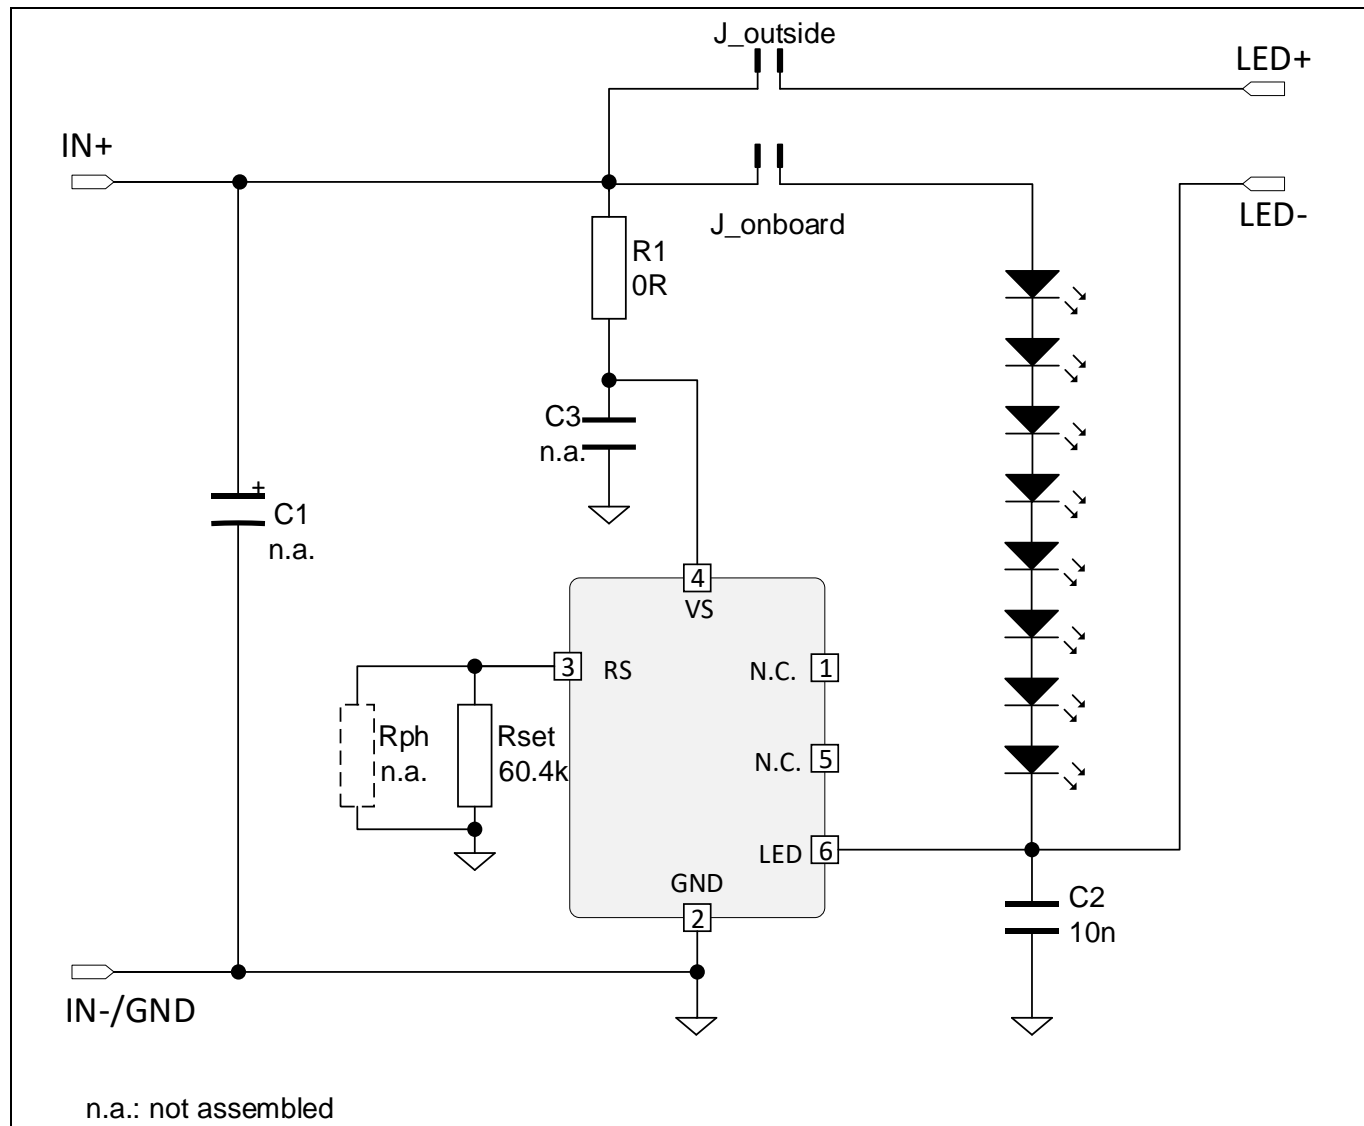 J_outside
LED+
IN+
LED-
J_onboard
R1
0R
C3
n.a.
+
C1
n.a.
4
VS
3
RS
N.C.
1
Rph
n.a.
Rset
60.4k
N.C.
5
LED
6
GND
2
C2
10n
IN-/GND
n.a.: not assembled